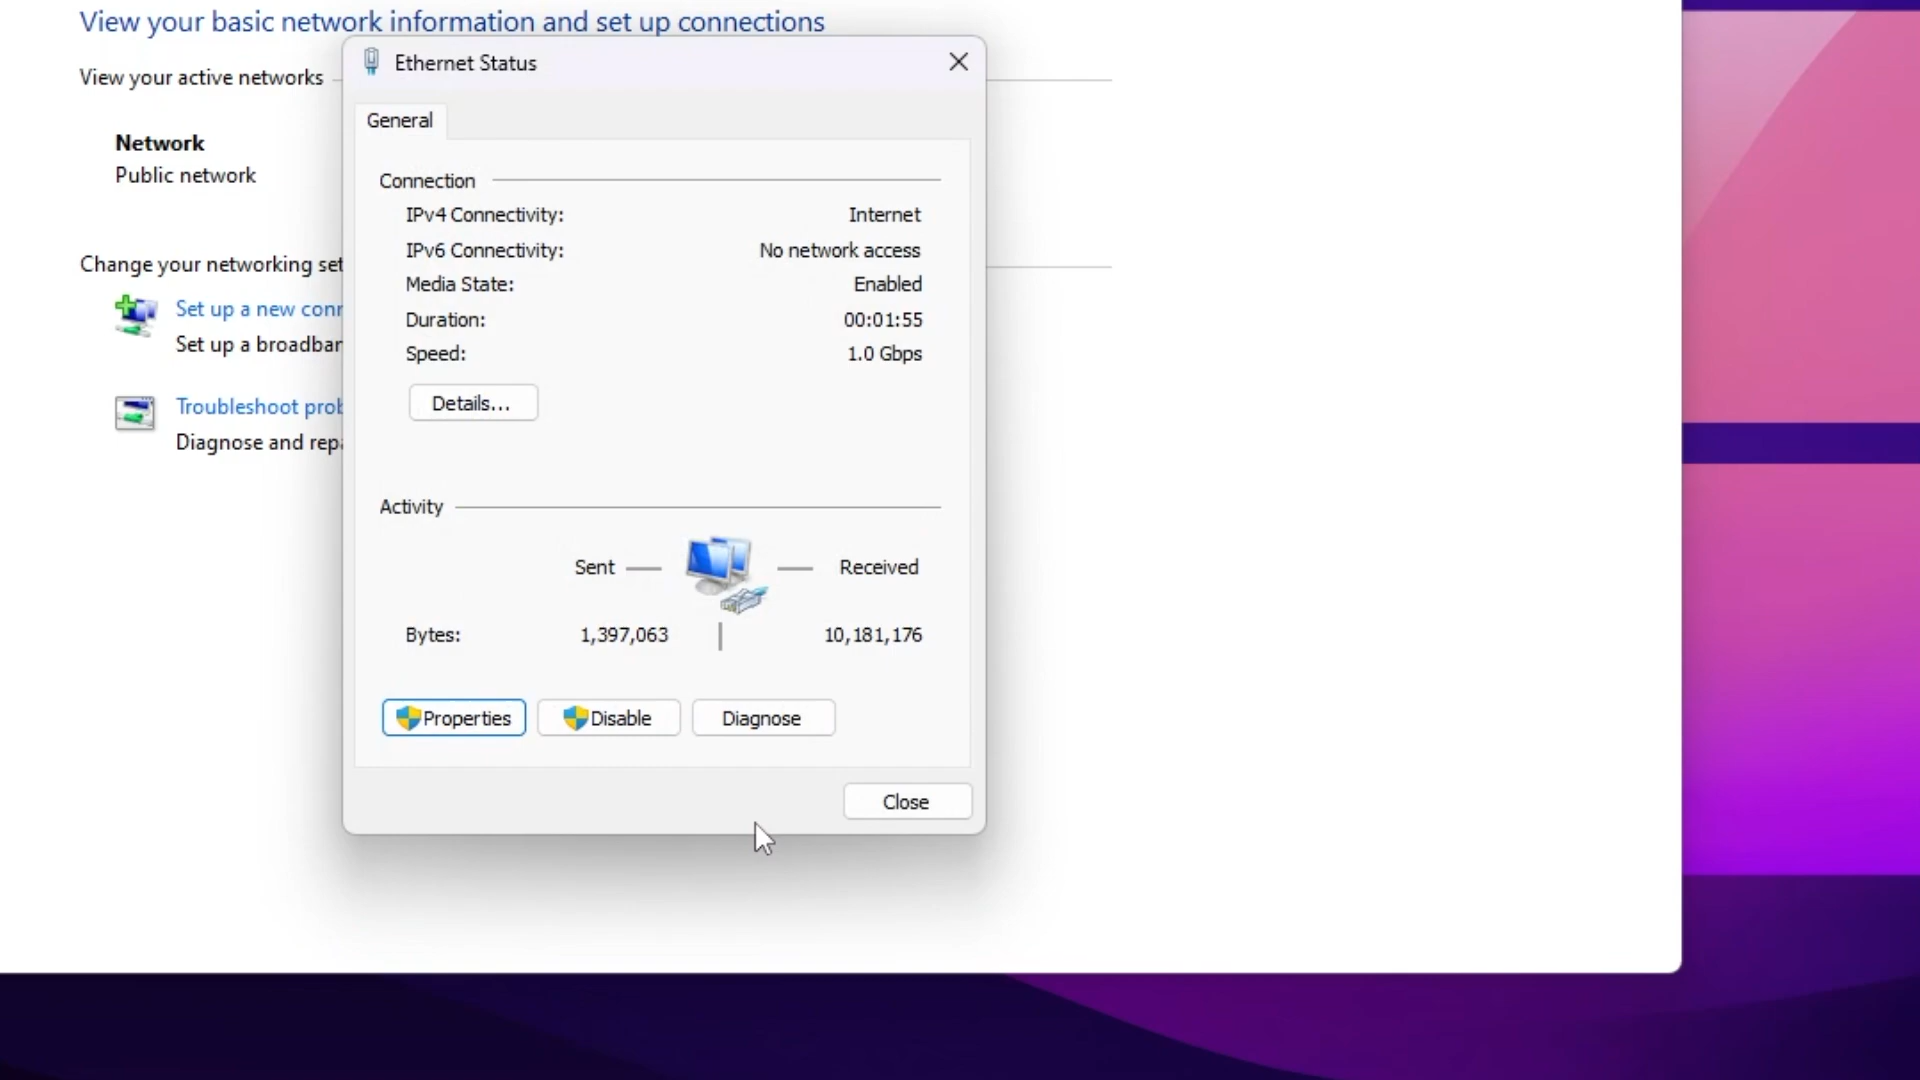 View your basic network information and set up connections
Ethernet Status
View your active networks
General
Network
Public network
Connection
IPv4 Connectivity: Internet
IPv6 Connectivity: No network access
Media State: Enabled
Duration: 00:01:55
Speed: 1.0 Gbps
Details...
Change your networking set
Set up a new conr
Set up a broadbar
Troubleshoot prob
Diagnose and repa
Activity
Sent Received
Bytes: 1,397,063 10,181,176
Properties Disable Diagnose
Close